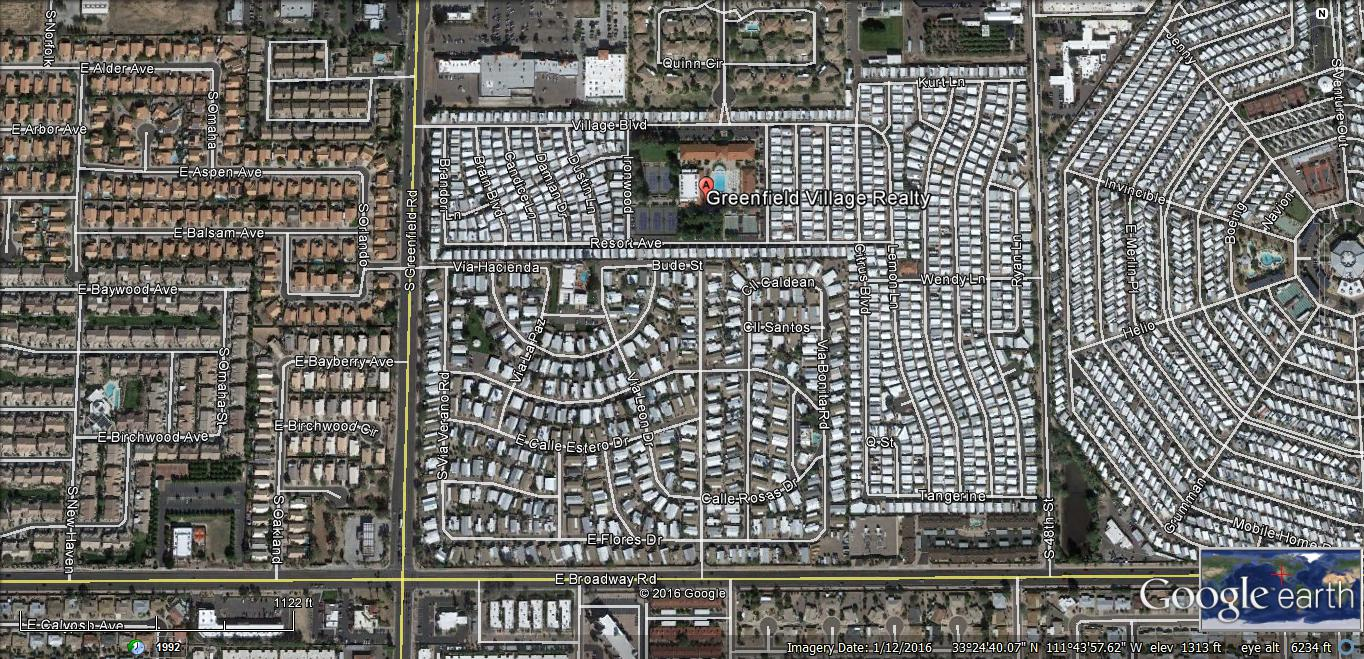 S Norfolk
N
Jenny
E Alder Ave
Quinn Cir
S Venture Out
Kurt Ln
S Omaha
E Arbor Ave
Village Blvd
E Aspen Ave
Blandon Ln
Brain Blvd
Candice Ln
Damian Dr
Dustin Ln
Ironwood
A
Greenfield Village Realty
Invincible
Navion
Boeing
S Orlando
S Greenfield Rd
E Balsam Ave
Resort Ave
E Merlin Pl
Via Hacienda
Bude St
Citrus Blvd
Lemon Ln
Wendy Ln
Ryan Ln
E Baywood Ave
Cll Caldean
Cll Santos
Helio
Via La Paz
Via Bonita Rd
E Bayberry Ave
S Omaha St
S Via Verano Rd
Via Leon Dr
E Birchwood Ave
E Birchwood Cir
E Calle Estero Dr
Q St
Calle Rosas Dr
Tangerine
S New Haven
S Oakland
S 48th St
Grumman
Mobile Home
E Flores Dr
E Broadway Rd
© 2016 Google
Google earth
1122 ft
E Calypso Ave
1992
Imagery Date: 1/12/2016 33°24'40.07" N 111°43'57.62" W elev 1313 ft eye alt 6234 ft